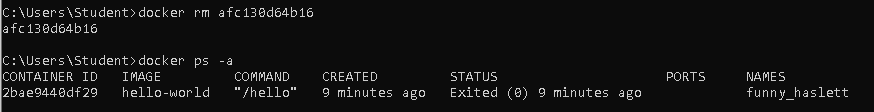 C:\Users\Student>docker rm afc130d64b16
afc130d64b16
C:\Users\Student>docker ps -a
CONTAINER ID   IMAGE         COMMAND    CREATED         STATUS                     PORTS     NAMES
2bae9440df29   hello-world   "/hello"   9 minutes ago   Exited (0) 9 minutes ago             funny_haslett